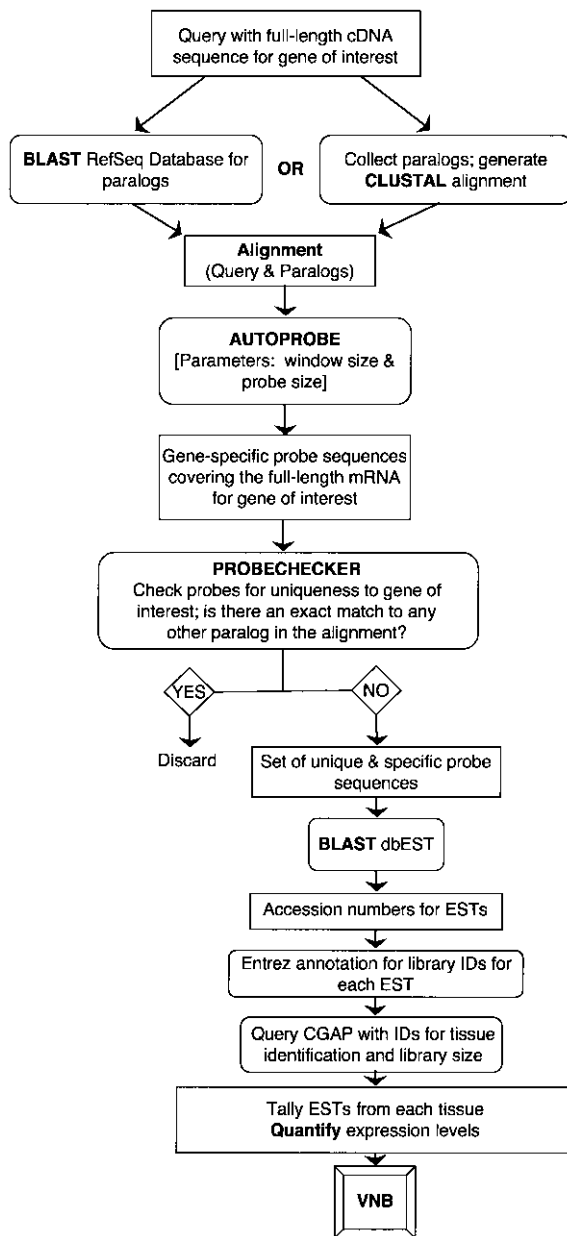 Query with full-length cDNA
sequence for gene of interest
BLAST RefSeq Database for
paralogs
OR
Collect paralogs; generate
CLUSTAL alignment
Alignment
(Query & Paralogs)
AUTOPROBE
[Parameters: window size &
probe size]
Gene-specific probe sequences
covering the full-length mRNA
for gene of interest
PROBECHECKER
Check probes for uniqueness to gene of
interest; is there an exact match to any
other paralog in the alignment?
YES
NO
Discard
Set of unique & specific probe
sequences
BLAST dbEST
Accession numbers for ESTs
Entrez annotation for library IDs for
each EST
Query CGAP with IDs for tissue
identification and library size
Tally ESTs from each tissue
Quantify expression levels
VNB